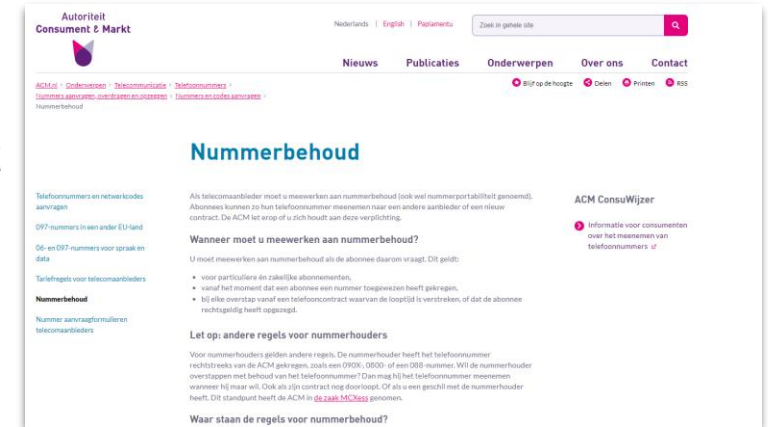 Autoriteit
Consument & Markt
Nederlands | English | Papiamentu
Zoek in gehele site
Nieuws Publicaties Onderwerpen Over ons Contact
ACM.nl > Onderwerpen > Telecommunicatie > Telefoonnummers >
Nummers aanvragen, overdragen en opzeggen > Nummers en codes aanvragen >
Nummerbehoud
Blijf op de hoogte Delen Printen RSS
Nummerbehoud
Telefoonnummers en netwerkcodes
aanvragen
097-nummers in een ander EU-land
06- en 097-nummers voor spraak en
data
Tariefregels voor telecomaanbieders
Nummerbehoud
Nummer aanvraagformulieren
telecomaanbieders
Als telecomaanbieder moet u meewerken aan nummerbehoud (ook wel nummerportabiliteit genoemd).
Abonnees kunnen zo hun telefoonnummer meenemen naar een andere aanbieder of een nieuw
contract. De ACM let erop of u zich houdt aan deze verplichting.
Wanneer moet u meewerken aan nummerbehoud?
U moet meewerken aan nummerbehoud als de abonnee daarom vraagt. Dit geldt:
• voor particuliere én zakelijke abonnementen,
• vanaf het moment dat een abonnee een nummer toegewezen heeft gekregen,
• bij elke overstap vanaf een telefooncontract waarvan de looptijd is verstreken, of dat de abonnee
rechtsgeldig heeft opgezegd.
Let op: andere regels voor nummerhouders
Voor nummerhouders gelden andere regels. De nummerhouder heeft het telefoonnummer
rechtstreeks van de ACM gekregen, zoals een 090X-, 0800- of een 088-nummer. Wil de nummerhouder
overstappen met behoud van het telefoonnummer? Dan mag hij het telefoonnummer meenemen
wanneer hij maar wil. Ook als zijn contract nog doorloopt. Of als u een geschil met de nummerhouder
heeft. Dit standpunt heeft de ACM in de zaak MCXess genomen.
Waar staan de regels voor nummerbehoud?
ACM ConsuWijzer
Informatie voor consumenten
over het meenemen van
telefoonnummers